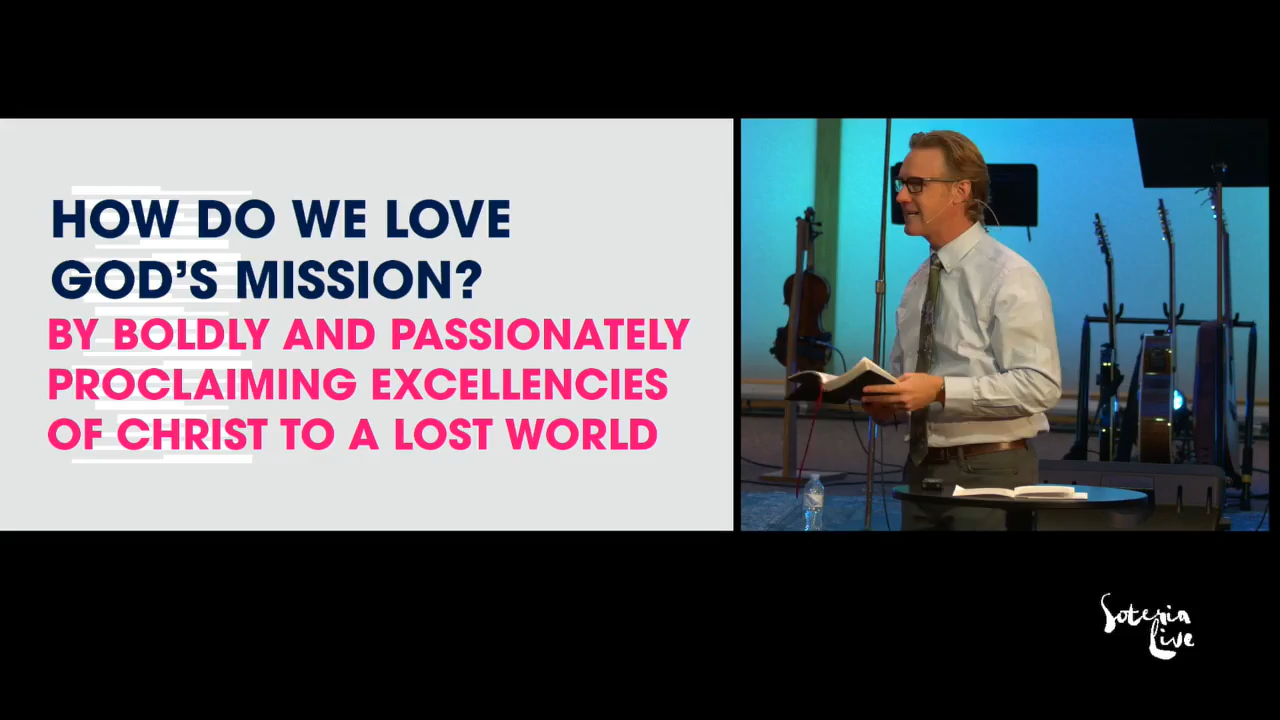 HOW DO WE LOVE
GOD'S MISSION?
BY BOLDLY AND PASSIONATELY
PROCLAIMING EXCELLENCIES
OF CHRIST TO A LOST WORLD
Soteria
Live